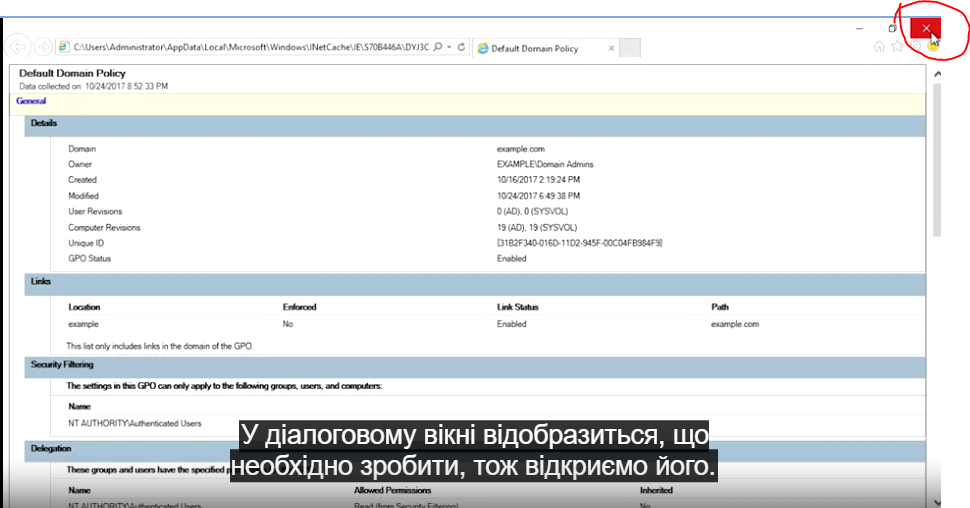 C:\Users\Administrator\AppData\Local\Microsoft\Windows\INetCache\IE\S70B446A\DYJ3C
Default Domain Policy
Default Domain Policy
Data collected on: 10/24/2017 8:52:33 PM
General
Details
Domain example.com
Owner EXAMPLE\Domain Admins
Created 10/16/2017 2:19:24 PM
Modified 10/24/2017 6:49:38 PM
User Revisions 0 (AD), 0 (SYSVOL)
Computer Revisions 19 (AD), 19 (SYSVOL)
Unique ID {31B2F340-016D-11D2-945F-00C04FB984F9}
GPO Status Enabled
Links
Location Enforced Link Status Path
example No Enabled example.com
This list only includes links in the domain of the GPO.
Security Filtering
The settings in this GPO can only apply to the following groups, users, and computers:
Name
NT AUTHORITY\Authenticated Users
У діалоговому вікні відобразиться, що
необхідно зробити, тож відкриємо його.
Delegation
These groups and users have the specified
Name Allowed Permissions Inherited
NT AUTHORITY\Authenticated Users Read (from Security Filtering) No